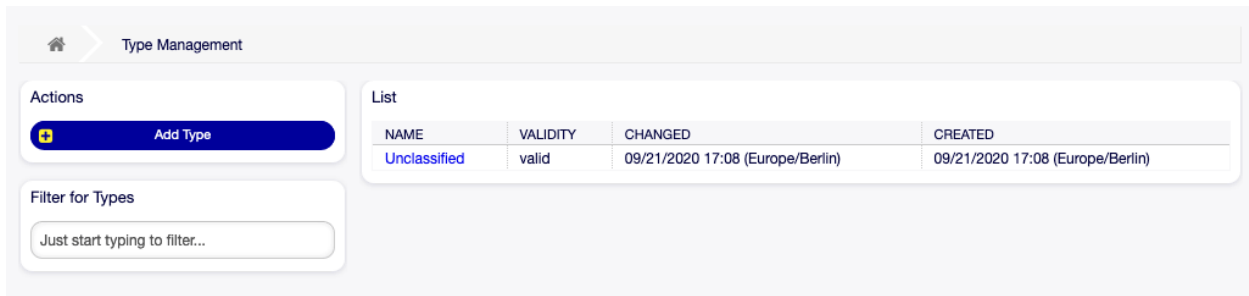 Type Management
Actions
Add Type
Filter for Types
Just start typing to filter...
List
NAME VALIDITY CHANGED CREATED
Unclassified valid 09/21/2020 17:08 (Europe/Berlin) 09/21/2020 17:08 (Europe/Berlin)